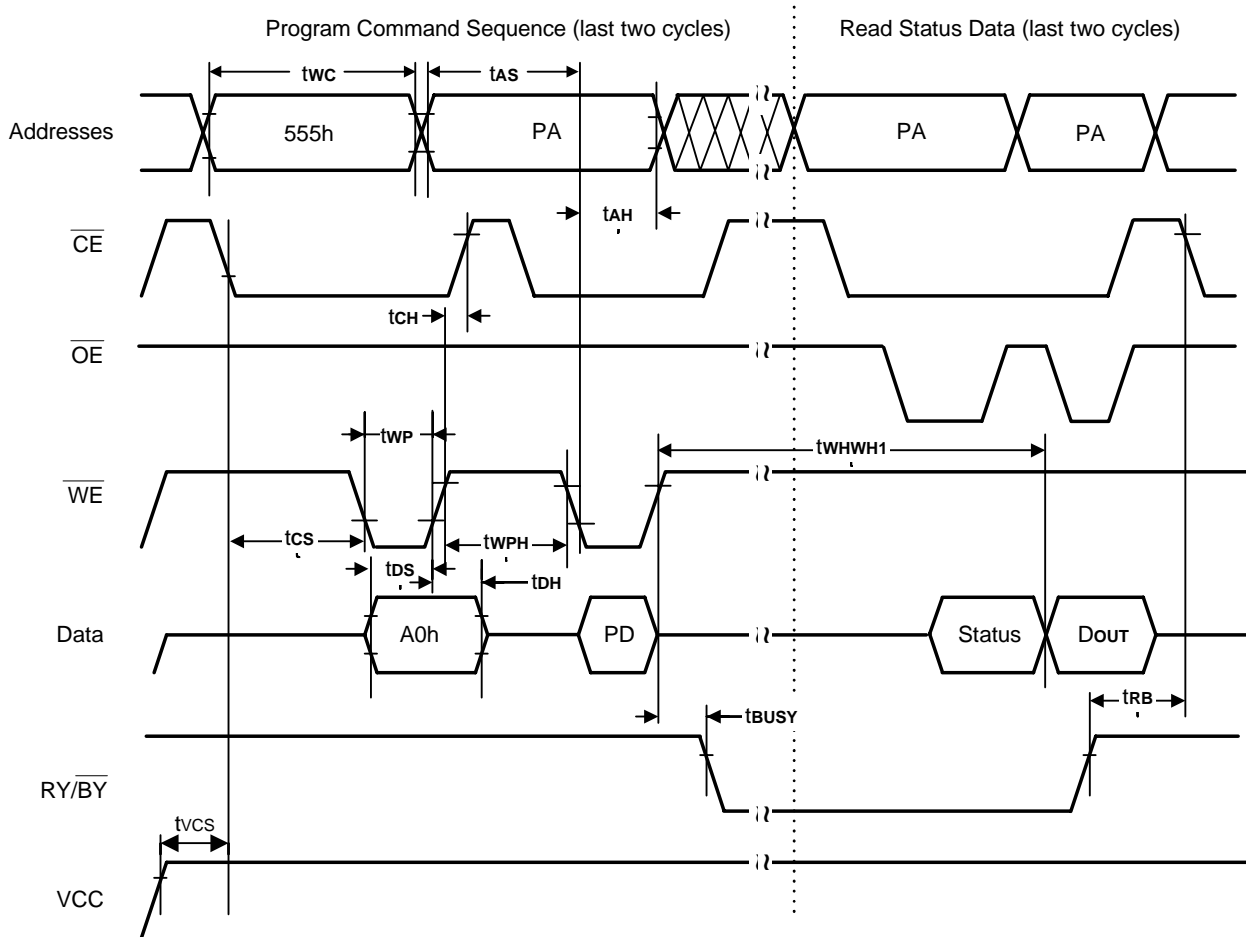 Program Command Sequence (last two cycles)
Read Status Data (last two cycles)
tWC
tAS
Addresses
555h
PA
PA
PA
tAH
CE
tCH
OE
tWP
tWHWH1
WE
tCS
tWPH
tDS
tDH
Data
A0h
PD
Status
DOUT
tRB
tBUSY
RY/BY
tVCS
VCC